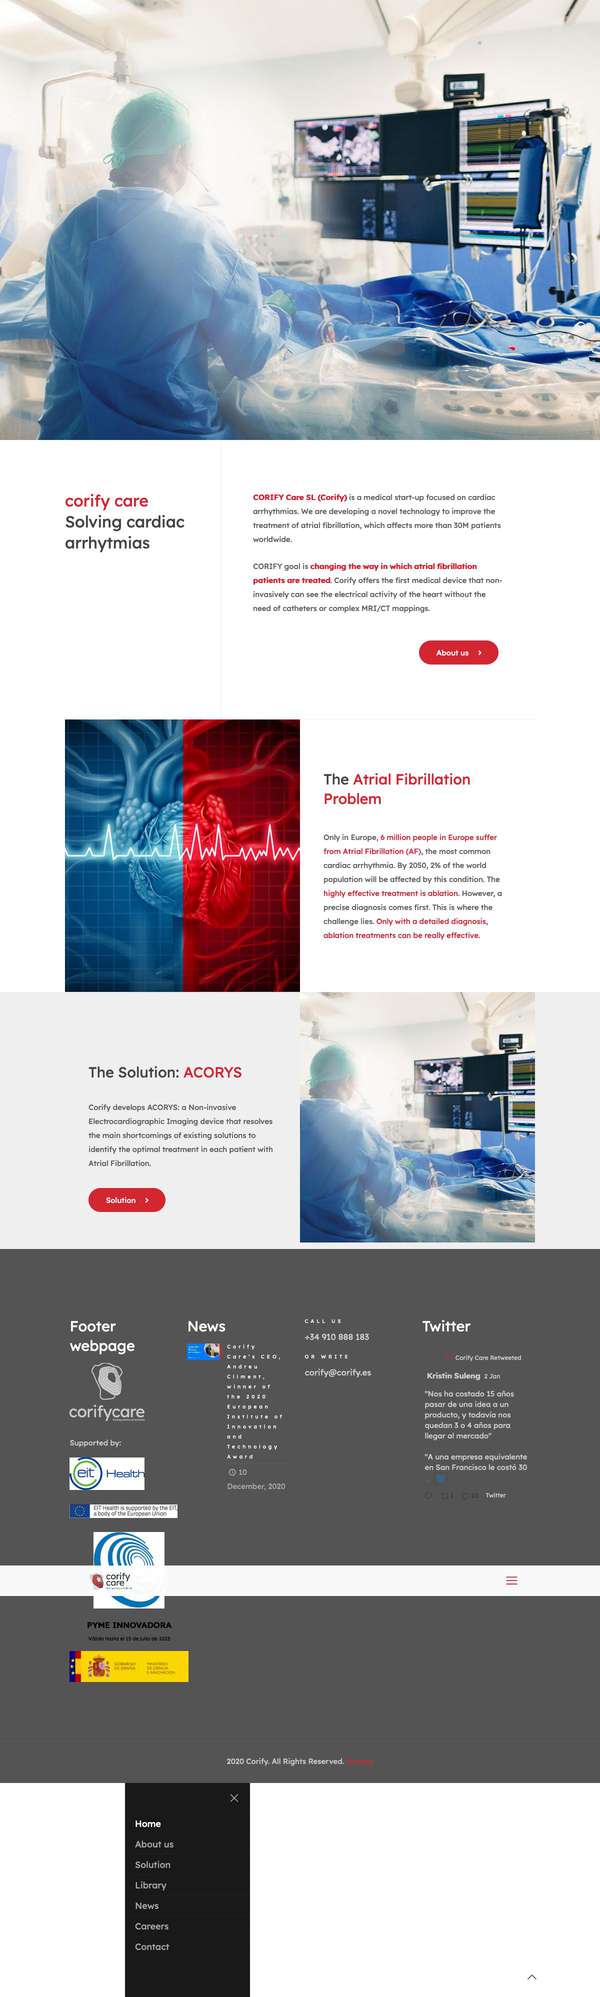 corify care
Solving cardiac
arrhytmias
CORIFY Care SL (Corify) is a medical start-up focused on cardiac
arrhythmias. We are developing a novel technology to improve the
treatment of atrial fibrillation, which affects more than 30M patients
worldwide.
CORIFY goal is changing the way in which atrial fibrillation
patients are treated. Corify offers the first medical device that non-
invasively can see the electrical activity of the heart without the
need of catheters or complex MRI/CT mappings.
About us
The Atrial Fibrillation
Problem
Only in Europe, 6 million people in Europe suffer
from Atrial Fibrillation (AF), the most common
cardiac arrhythmia. By 2050, 2% of the world
population will be affected by this condition. The
highly effective treatment is ablation. However, a
precise diagnosis comes first. This is where the
challenge lies. Only with a detailed diagnosis,
ablation treatments can be really effective.
The Solution: ACORYS
Corify develops ACORYS: a Non-invasive
Electrocardiographic Imaging device that resolves
the main shortcomings of existing solutions to
identify the optimal treatment in each patient with
Atrial Fibrillation.
Solution
Footer
webpage
corifycare
Supported by:
eit Health
EIT Health is supported by the EIT,
a body of the European Union
corify
care
PYME INNOVADORA
Válido hasta el 15 de julio de 2023
GOBIERNO
DE ESPAÑA
MINISTERIO
DE CIENCIA
E INNOVACIÓN
News
Corify
Care's CEO,
Andreu
Climent,
winner of
the 2020
European
Institute of
Innovation
and
Technology
Award
10
December, 2020
CALL US
+34 910 888 183
OR WRITE
corify@corify.es
Twitter
Corify Care Retweeted
Kristin Suleng 2 Jan
"Nos ha costado 15 años
pasar de una idea a un
producto, y todavía nos
quedan 3 o 4 años para
llegar al mercado"
"A una empresa equivalente
en San Francisco le costó 30
Twitter
2020 Corify. All Rights Reserved.
Home
About us
Solution
Library
News
Careers
Contact